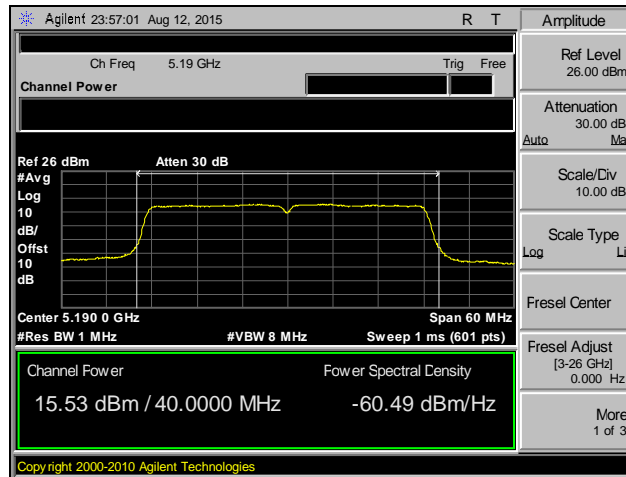 Agilent 23:57:01 Aug 12, 2015 R T
Ch Freq 5.19 GHz Trig Free
Channel Power
Ref 26 dBm Atten 30 dB
#Avg
Log
10
dB/
Offst
10
dB
Center 5.190 0 GHz Span 60 MHz
#Res BW 1 MHz #VBW 8 MHz Sweep 1 ms (601 pts)
Channel Fower Fower Spectral Density
15.53 dBm / 40.0000 MHz -60.49 dBm/Hz
Copyright 2000-2010 Agilent Technologies
Amplitude
Ref Level
26.00 dBm
Attenuation
30.00 dB
Auto Ma
Scale/Div
10.00 dB
Scale Type
Log Li
Fresel Center
Fresel Adjust
[3-26 GHz]
0.000 Hz
More
1 of 3